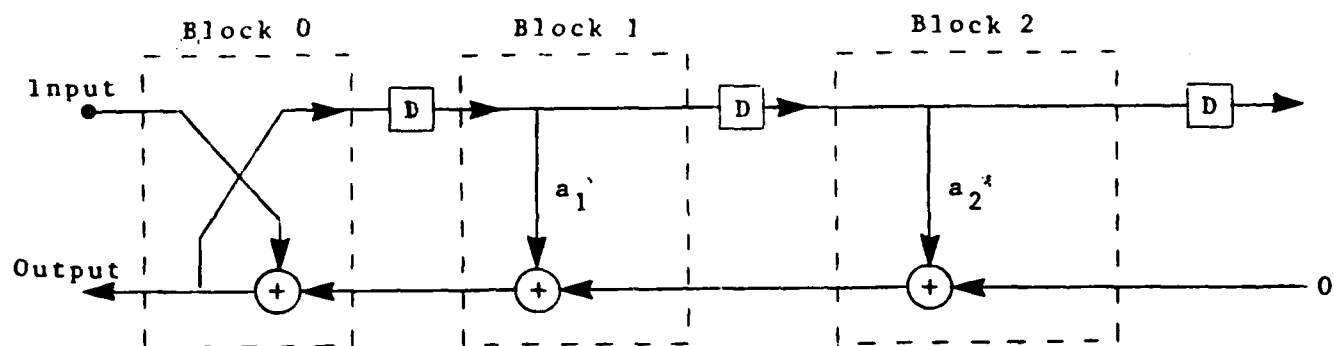 Block 0 Block 1 Block 2
Input
D D D
a1 a2
Output
+ + + 0